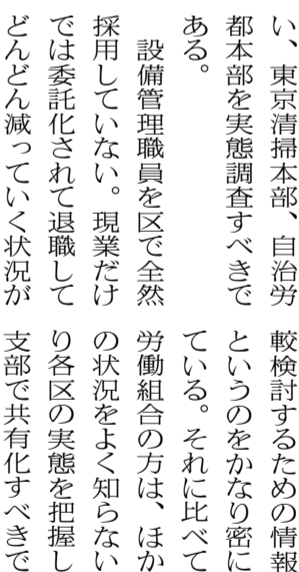 い、東京清掃本部、自治労
都本部を実態調査すべきで
ある。
　設備管理職員を区で全然
採用していない。現業だけ
では委託化されて退職して
どんどん減っていく状況が
較検討するための情報
というのをかなり密に
ている。それに比べて
労働組合の方は、ほか
の状況をよく知らない
り各区の実態を把握し
支部で共有化すべきで